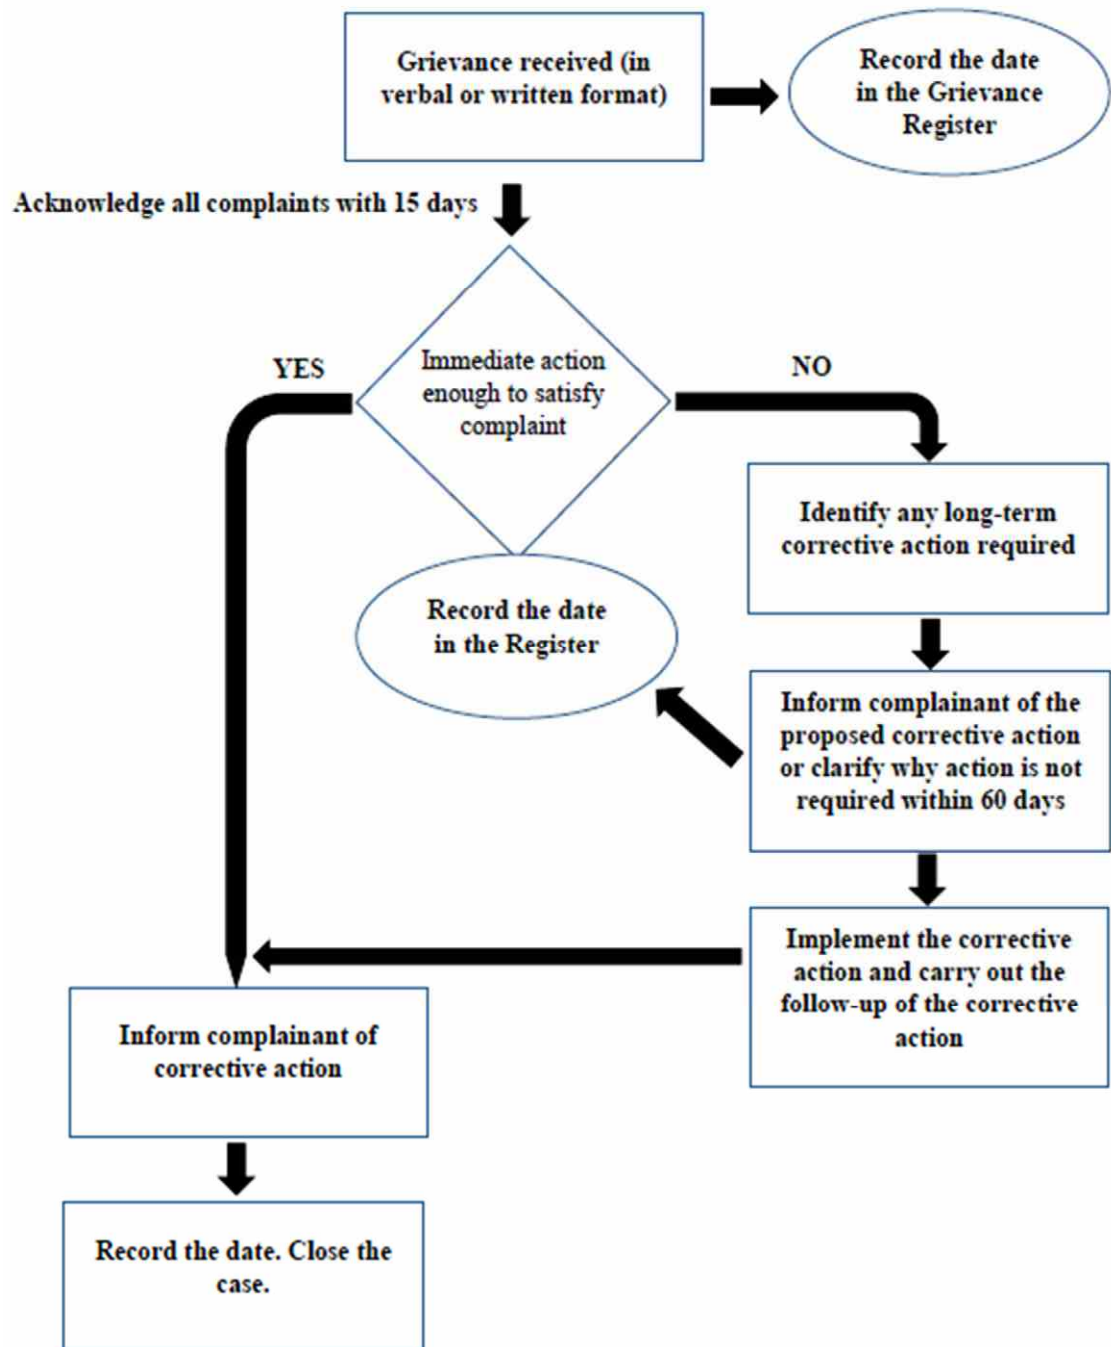 Grievance received (in
verbal or written format)
Record the date
in the Grievance
Register
Acknowledge all complaints with 15 days
YES
Immediate action
enough to satisfy
complaint
NO
Identify any long-term
corrective action required
Record the date
in the Register
Inform complainant of the
proposed corrective action
or clarify why action is not
required within 60 days
Implement the corrective
action and carry out the
follow-up of the corrective
action
Inform complainant of
corrective action
Record the date. Close the
case.